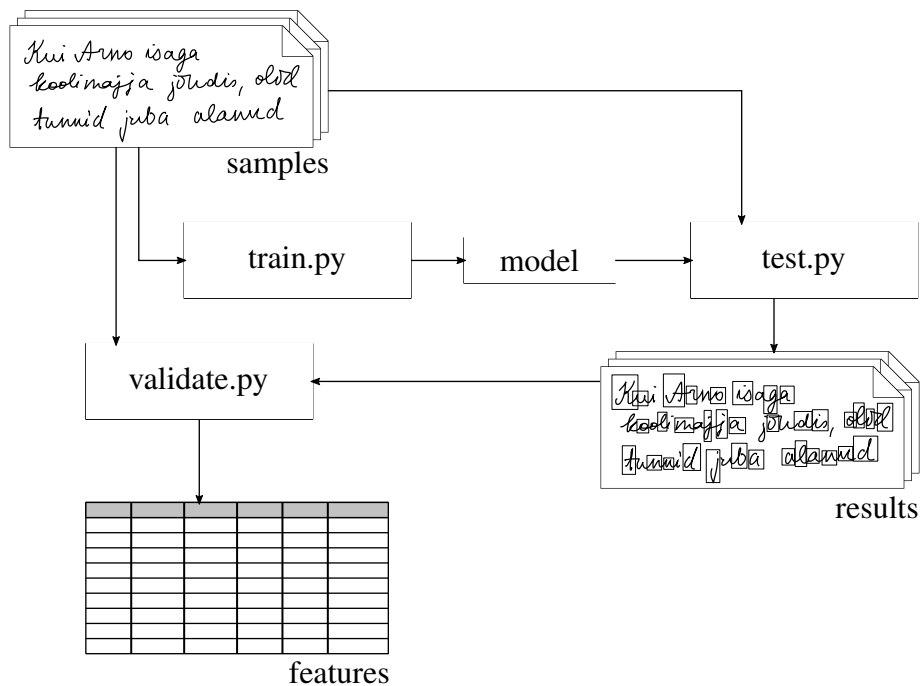 Kui Arno isaga
koolimajja jõudis, olid
tunnid juba alanud
samples
train.py
model
test.py
validate.py
Kui Arno isaga
koolimajja jõudis, olid
tunnid juba alanud
results
features